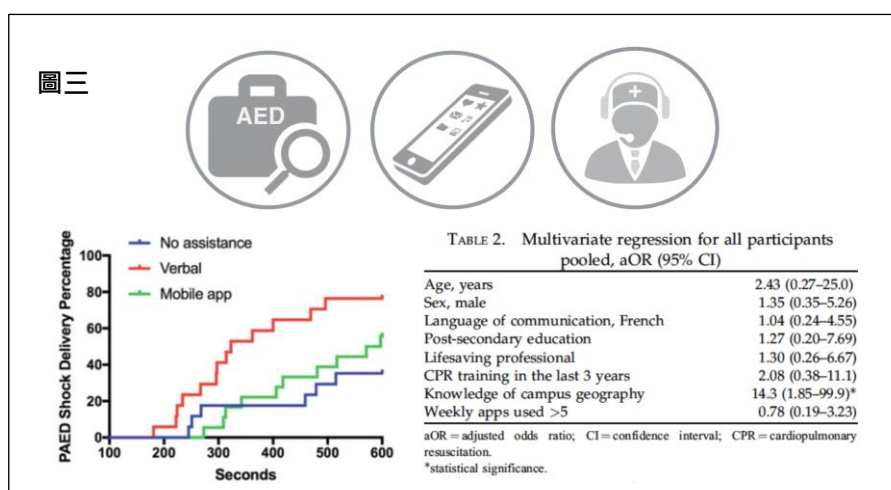 圖三
AED
No assistance
Verbal
Mobile app
PAED Shock Delivery Percentage
100
80
60
40
20
0
100 200 300 400 500 600
Seconds
TABLE 2. Multivariate regression for all participants
pooled, aOR (95% CI)
Age, years 2.43 (0.27–25.0)
Sex, male 1.35 (0.35–5.26)
Language of communication, French 1.04 (0.24–4.55)
Post-secondary education 1.27 (0.20–7.69)
Lifesaving professional 1.30 (0.26–6.67)
CPR training in the last 3 years 2.08 (0.38–11.1)
Knowledge of campus geography 14.3 (1.85–99.9)*
Weekly apps used >5 0.78 (0.19–3.23)
aOR = adjusted odds ratio; CI = confidence interval; CPR = cardiopulmonary
resuscitation.
*statistical significance.